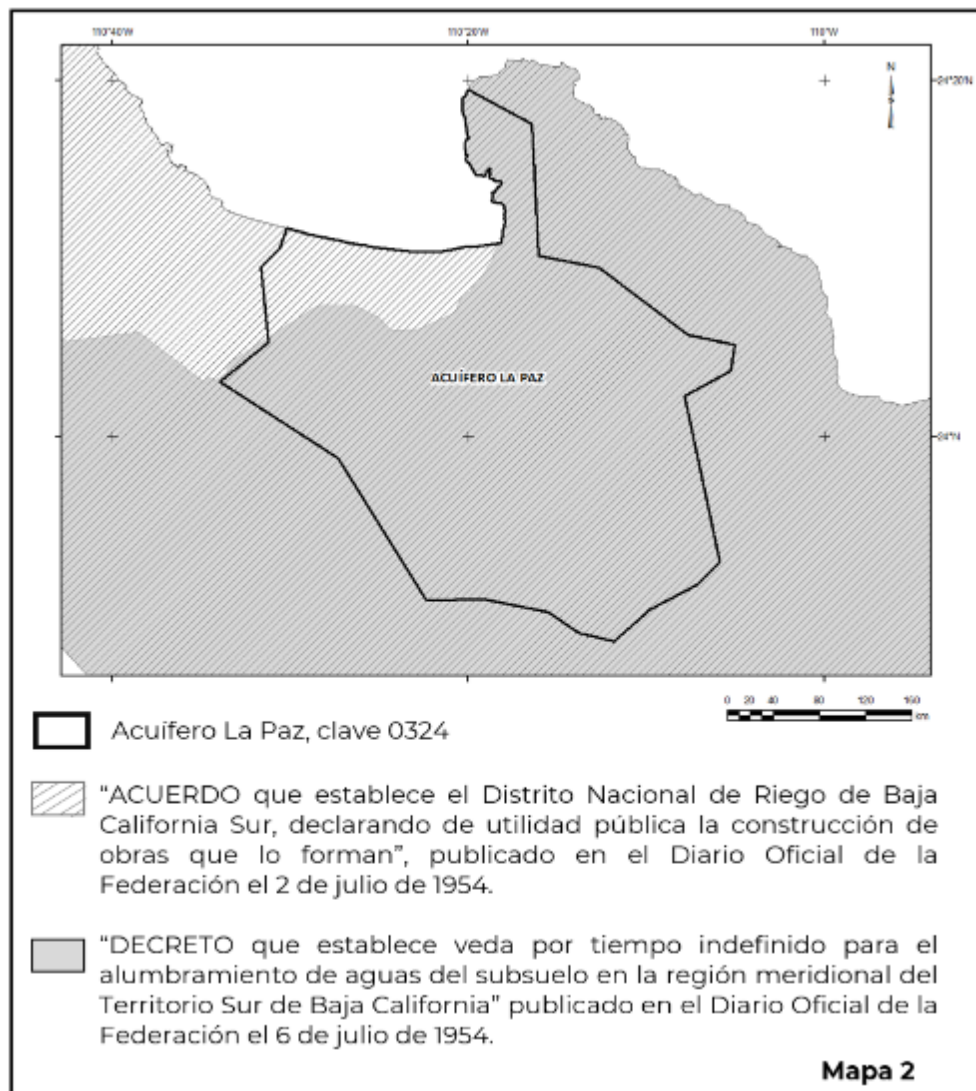 110°40'W 110°20'W 110°W
N
24°20'N
ACUÍFERO LA PAZ
24°N
0 20 40 80 120 160
Acuífero La Paz, clave 0324
"ACUERDO que establece el Distrito Nacional de Riego de Baja
California Sur, declarando de utilidad pública la construcción de
obras que lo forman", publicado en el Diario Oficial de la
Federación el 2 de julio de 1954.
"DECRETO que establece veda por tiempo indefinido para el
alumbramiento de aguas del subsuelo en la región meridional del
Territorio Sur de Baja California" publicado en el Diario Oficial de la
Federación el 6 de julio de 1954.
Mapa 2